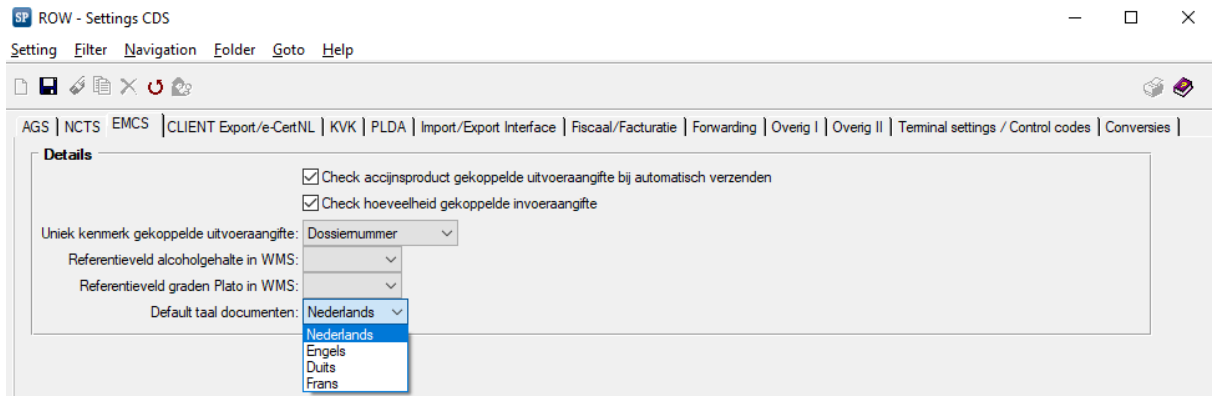 SP ROW - Settings CDS
Setting Filter Navigation Folder Goto Help
AGS NCTS EMCS CLIENT Export/e-CertNL KVK PLDA Import/Export Interface Fiscaal/Facturatie Forwarding Overig I Overig II Terminal settings / Control codes Conversies
Details
Check accijnsproduct gekoppelde uitvoeraangifte bij automatisch verzenden
Check hoeveelheid gekoppelde invoeraangifte
Uniek kenmerk gekoppelde uitvoeraangifte: Dossiernummer
Referentieveld alcoholgehalte in WMS:
Referentieveld graden Plato in WMS:
Default taal documenten: Nederlands
Nederlands
Engels
Duits
Frans